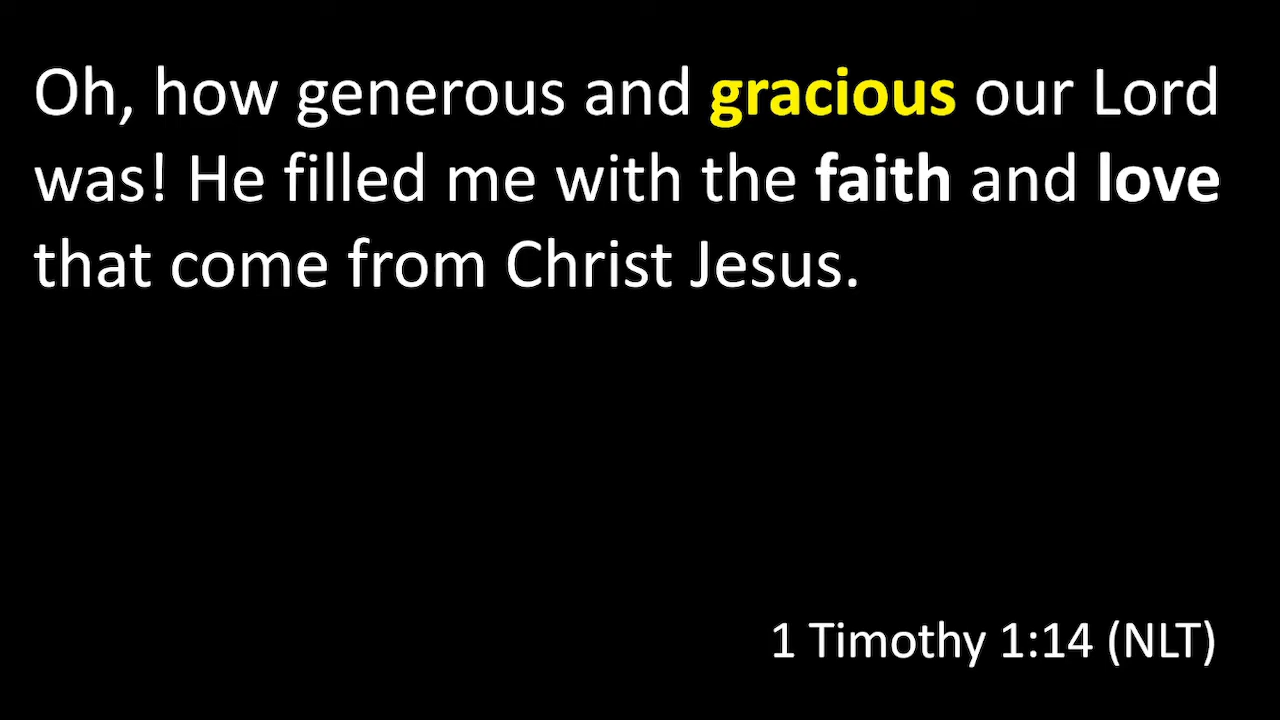 Oh, how generous and gracious our Lord
was! He filled me with the faith and love
that come from Christ Jesus.
1 Timothy 1:14 (NLT)